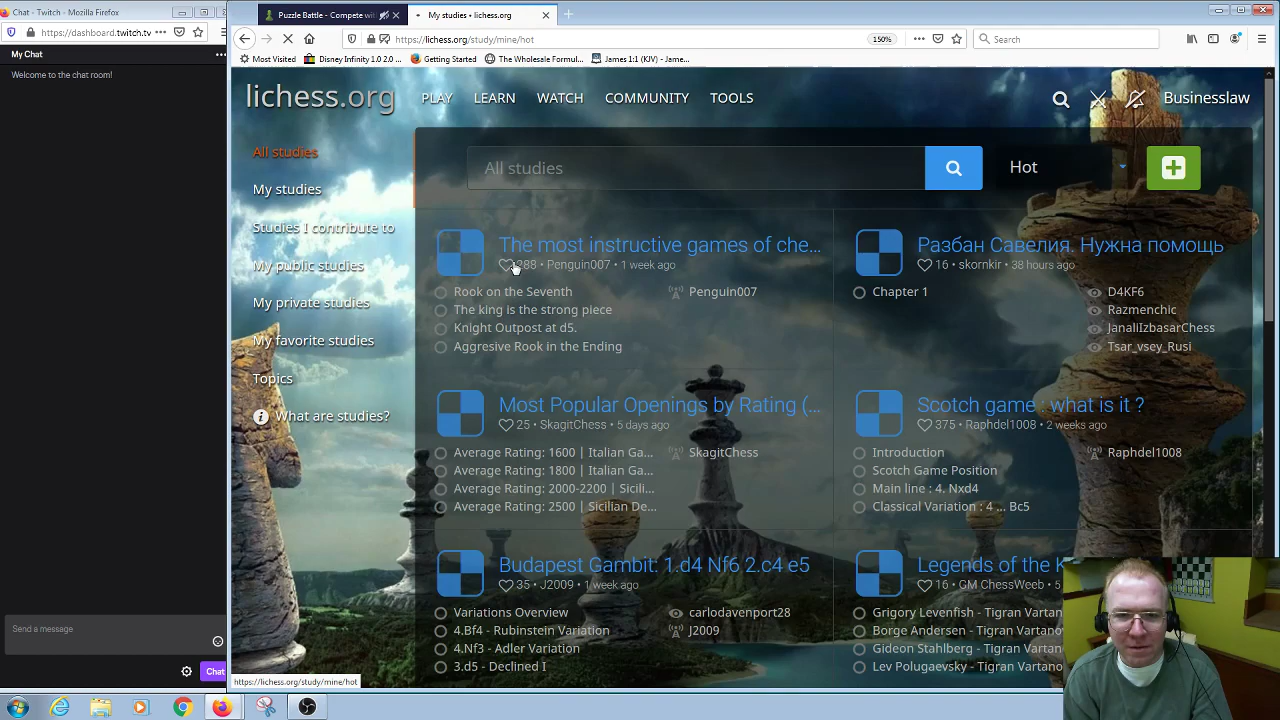 Chat - Twitch - Mozilla Firefox
https://dashboard.twitch.tv
My Chat
Welcome to the chat room!
Send a message
Chat
Puzzle Battle - Compete wit
My studies • lichess.org
https://lichess.org/study/mine/hot
150%
Search
Most Visited
Disney Infinity 1.0 2.0 ...
Getting Started
The Wholesale Formul...
James 1:1 (KJV) - Jame...
lichess.org
PLAY
LEARN
WATCH
COMMUNITY
TOOLS
Businesslaw
All studies
My studies
Studies I contribute to
My public studies
My private studies
My favorite studies
Topics
What are studies?
All studies
Hot
The most instructive games of che...
288 • Penguin007 • 1 week ago
Rook on the Seventh
The king is the strong piece
Knight Outpost at d5.
Aggresive Rook in the Ending
Penguin007
Разбан Савелия. Нужна помощь
16 • skornkir • 38 hours ago
Chapter 1
D4KF6
Razmenchic
JanaliIzbasarChess
Tsar_vsey_Rusi
Most Popular Openings by Rating (...
25 • SkagitChess • 5 days ago
Average Rating: 1600 | Italian Ga...
Average Rating: 1800 | Italian Ga...
Average Rating: 2000-2200 | Sicili...
Average Rating: 2500 | Sicilian De...
SkagitChess
Scotch game : what is it ?
375 • Raphdel1008 • 2 weeks ago
Introduction
Scotch Game Position
Main line : 4. Nxd4
Classical Variation : 4 ... Bc5
Raphdel1008
Budapest Gambit: 1.d4 Nf6 2.c4 e5
35 • J2009 • 1 week ago
Variations Overview
4.Bf4 - Rubinstein Variation
4.Nf3 - Adler Variation
3.d5 - Declined I
carlodavenport28
J2009
Legends of the K
16 • GM ChessWeeb • 5
Grigory Levenfish - Tigran Vartan
Borge Andersen - Tigran Vartano
Gideon Stahlberg - Tigran Vartan
Lev Polugaevsky - Tigran Vartan
https://lichess.org/study/mine/hot